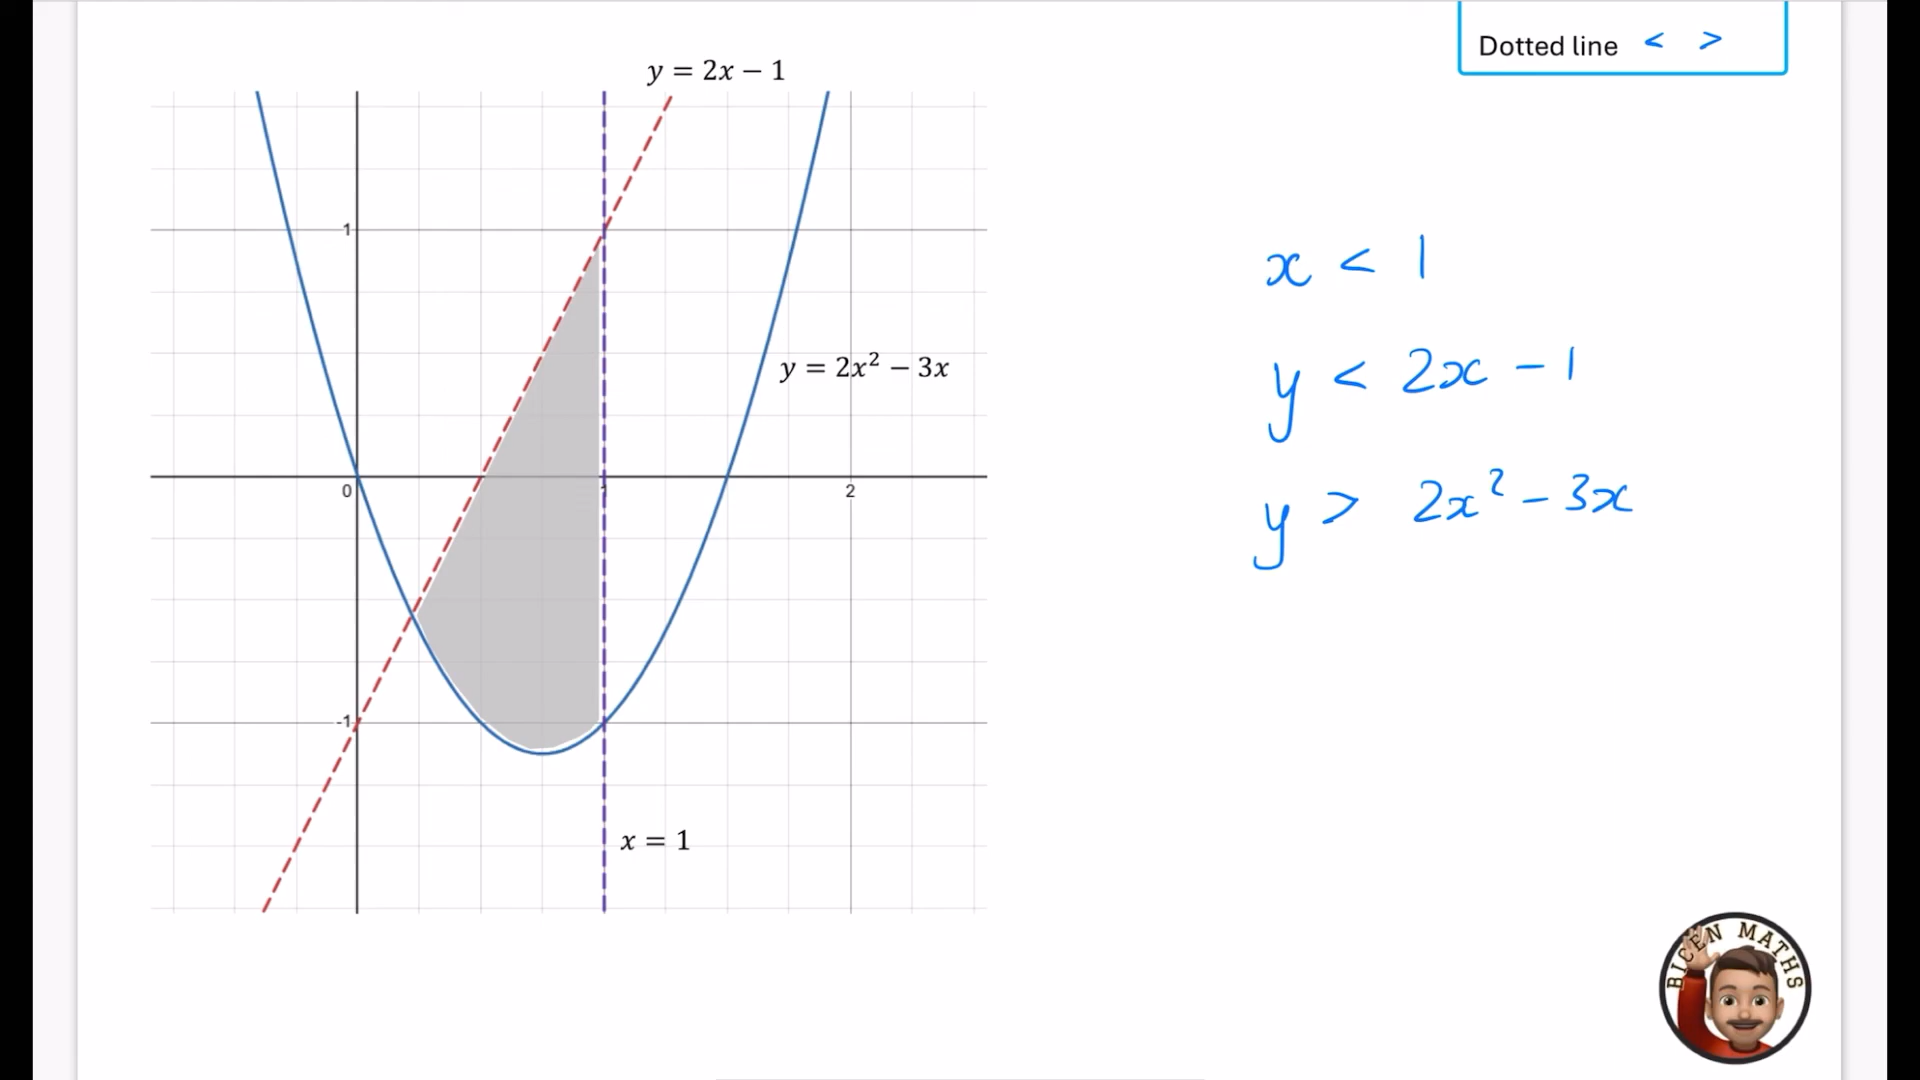 Dotted line < >
y = 2x − 1
1
x < 1
y = 2x² − 3x
y < 2x − 1
0 1 2
y > 2x² − 3x
-1
x = 1
BICEN MATHS